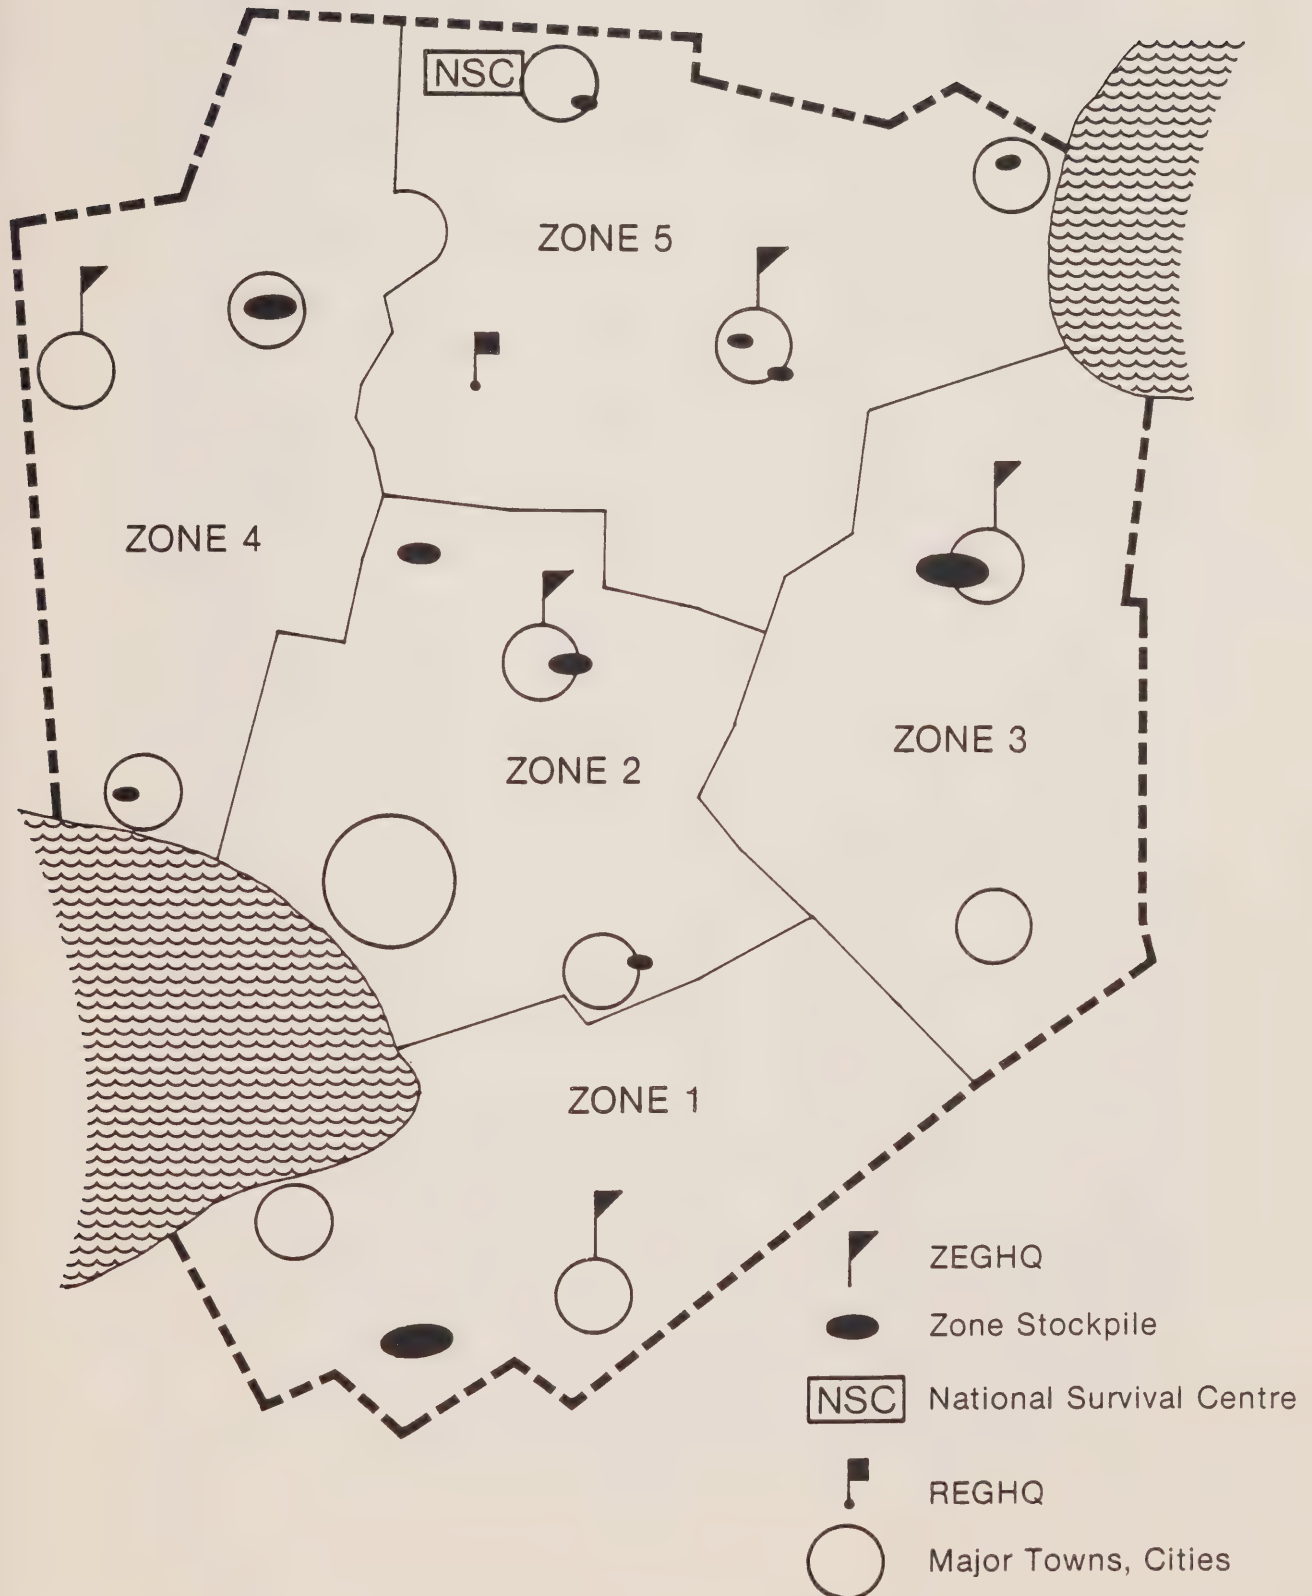 NSC
ZONE 5
ZONE 4
ZONE 2
ZONE 3
ZONE 1
ZEGHQ
Zone Stockpile
NSC National Survival Centre
REGHQ
Major Towns, Cities